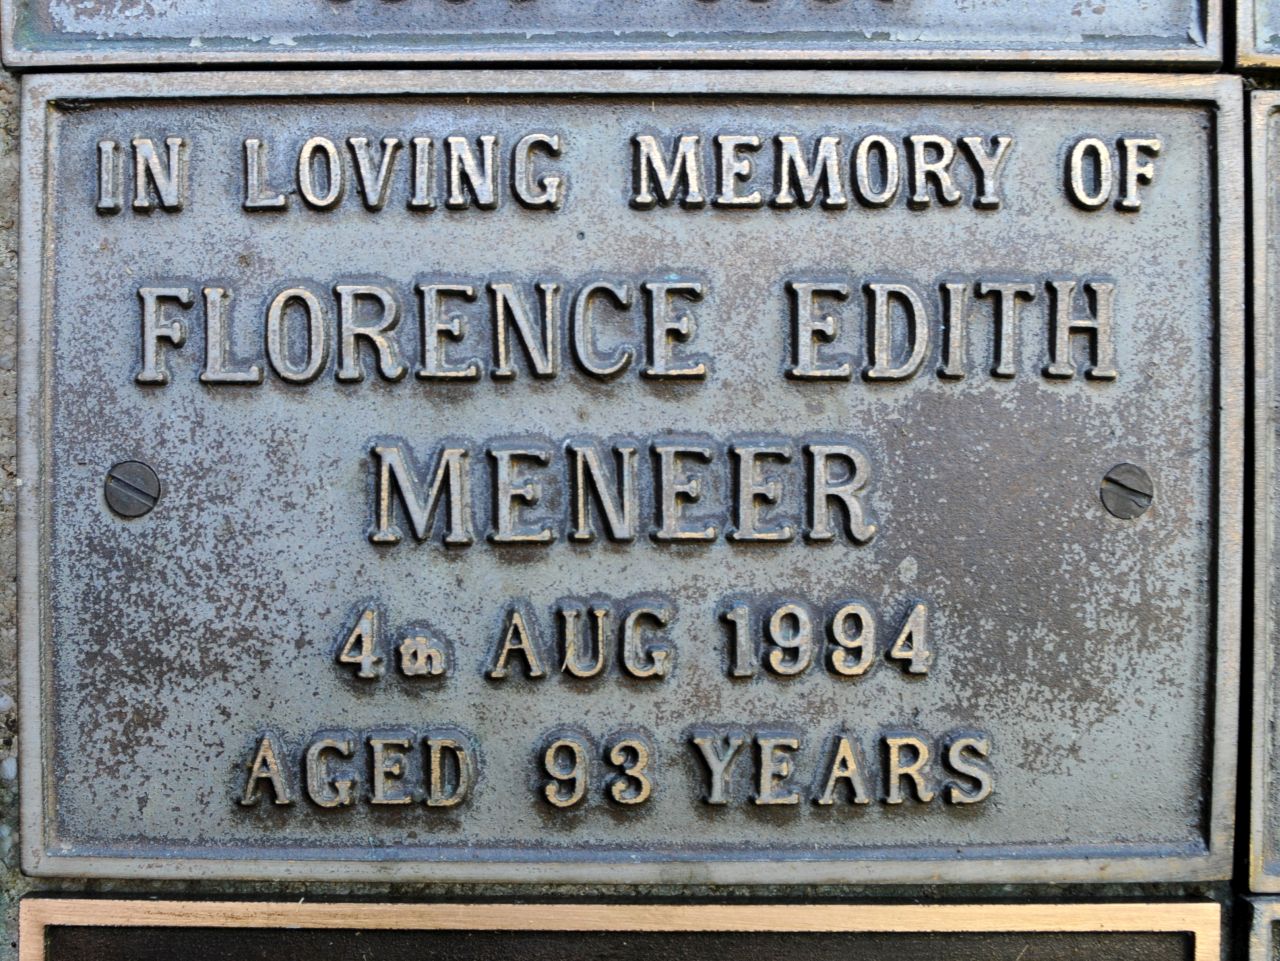 IN LOVING MEMORY OF
FLORENCE EDITH
MENEER
4th AUG 1994
AGED 93 YEARS